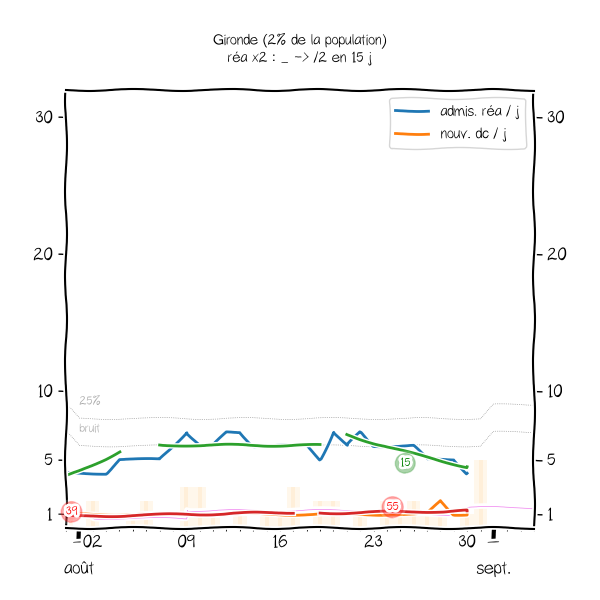 Gironde (2% de la population)
réa x2 : _ -> /2 en 15 j
admis. réa / j
nouv. dc / j
30
30
20
20
10
10
25%
bruit
5
5
15
39
55
1
1
02
09
16
23
30
août
sept.